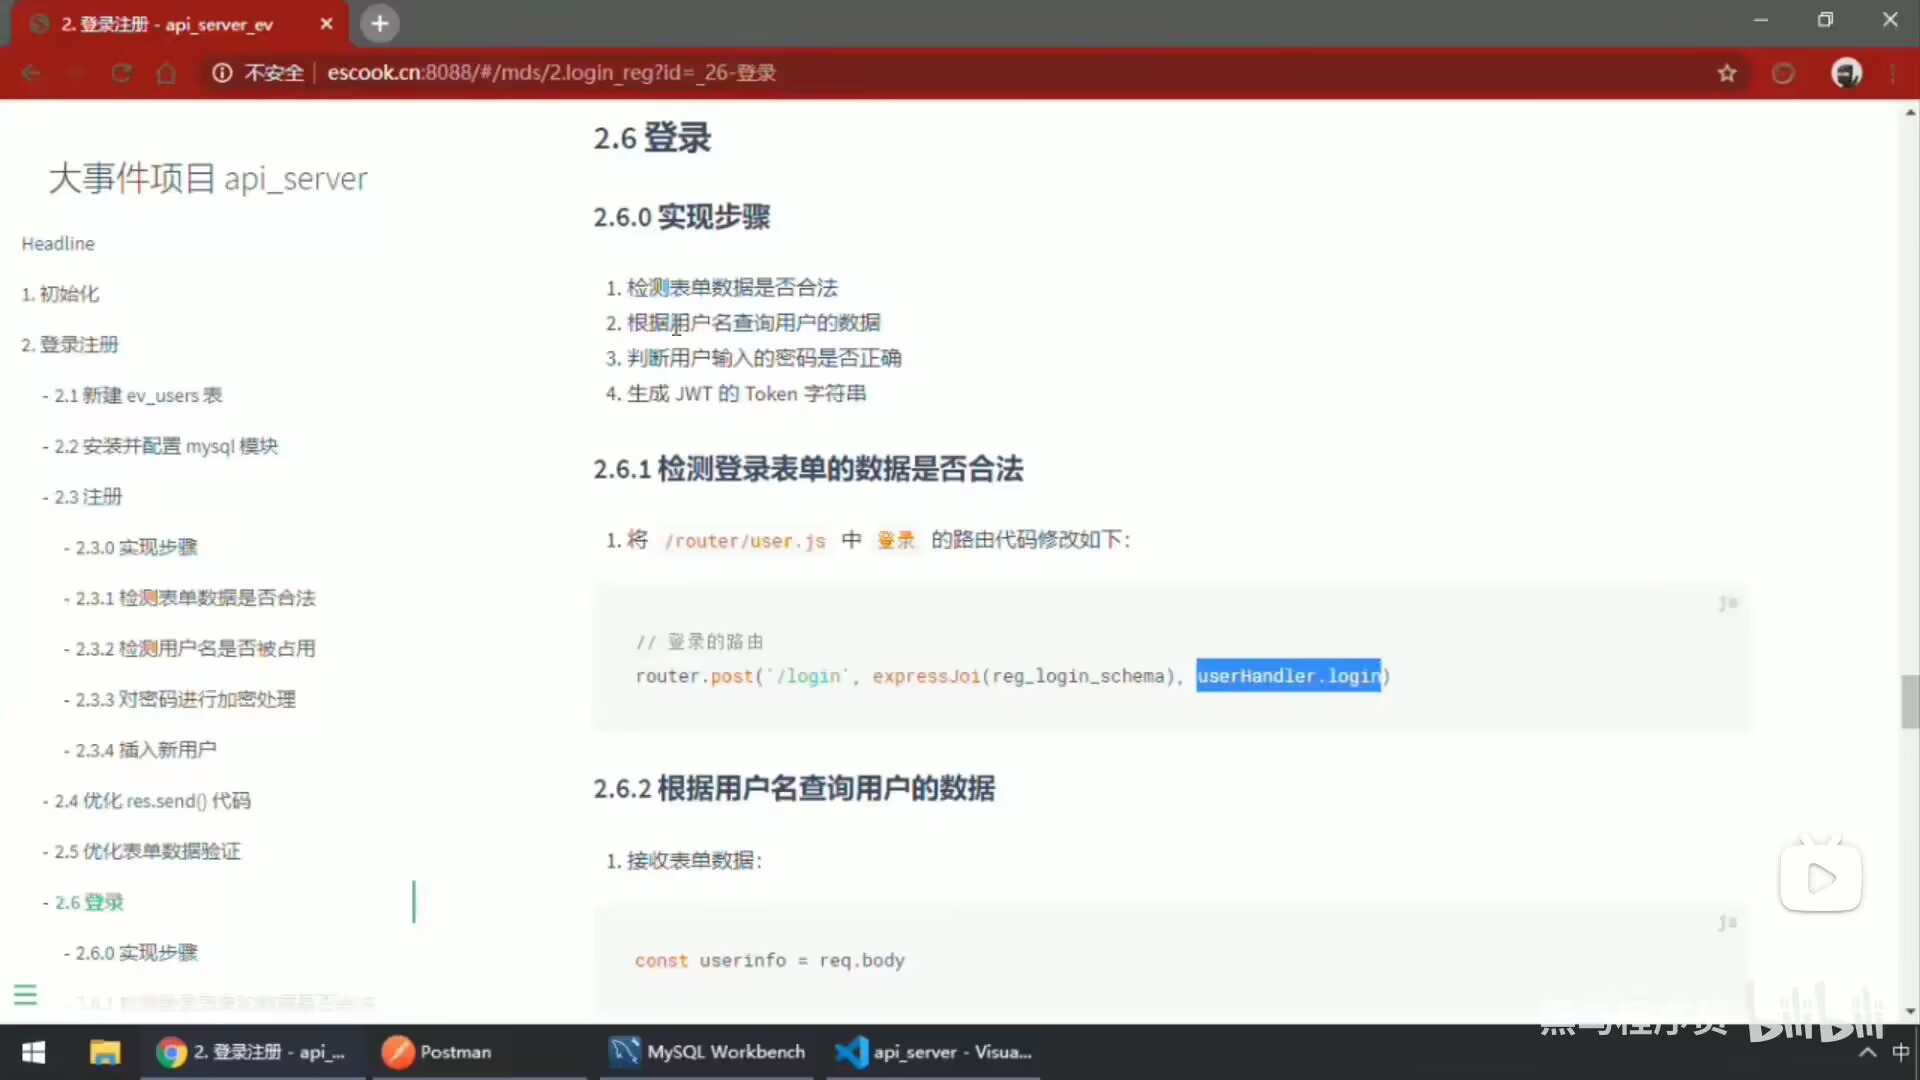 2. 登录注册 - api_server_ev
不安全
escook.cn:8088/#/mds/2.login_reg?id=_26-登录
大事件项目 api_server
Headline
1. 初始化
2. 登录注册
- 2.1 新建 ev_users 表
- 2.2 安装并配置 mysql 模块
- 2.3 注册
- 2.3.0 实现步骤
- 2.3.1 检测表单数据是否合法
- 2.3.2 检测用户名是否被占用
- 2.3.3 对密码进行加密处理
- 2.3.4 插入新用户
- 2.4 优化 res.send() 代码
- 2.5 优化表单数据验证
- 2.6 登录
- 2.6.0 实现步骤
2.6 登录
2.6.0 实现步骤
1. 检测表单数据是否合法
2. 根据用户名查询用户的数据
3. 判断用户输入的密码是否正确
4. 生成 JWT 的 Token 字符串
2.6.1 检测登录表单的数据是否合法
1. 将 /router/user.js 中 登录 的路由代码修改如下：
js
// 登录的路由
router.post('/login', expressJoi(reg_login_schema), userHandler.login)
2.6.2 根据用户名查询用户的数据
1. 接收表单数据：
js
const userinfo = req.body
黑马程序员 bilibili
2. 登录注册 - api_...
Postman
MySQL Workbench
api_server - Visua...
中